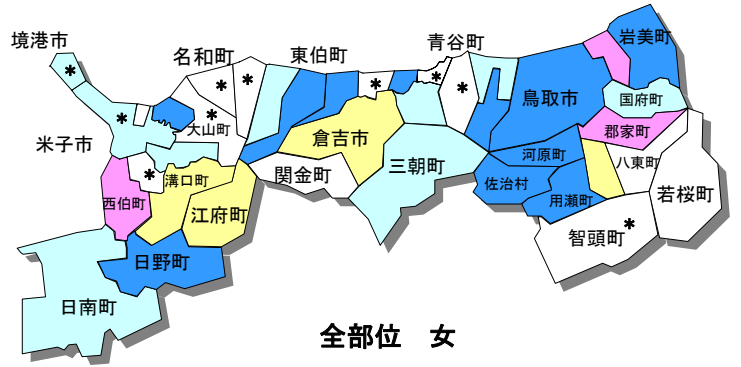 境港市
*
名和町
*
*
東伯町
*
青谷町
*
*
岩美町
鳥取市
国府町
米子市
*
*
大山町
倉吉市
郡家町
河原町
八東町
*
溝口町
関金町
三朝町
佐治村
用瀬町
若桜町
西伯町
江府町
智頭町
*
日野町
日南町
全部位 女